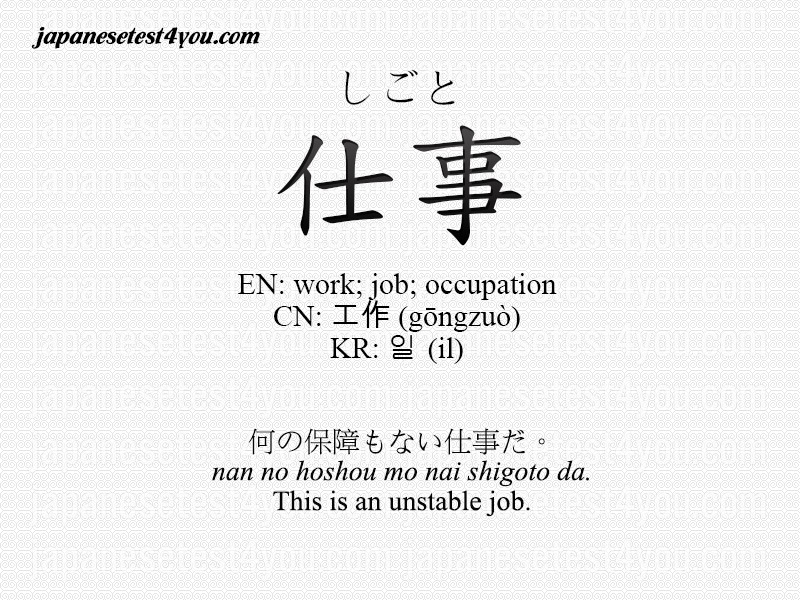 japanesetest4you.com
しごと
仕事
EN: work; job; occupation
CN: 工作 (gōngzuò)
KR: 일 (il)
何の保障もない仕事だ。
nan no hoshou mo nai shigoto da.
This is an unstable job.